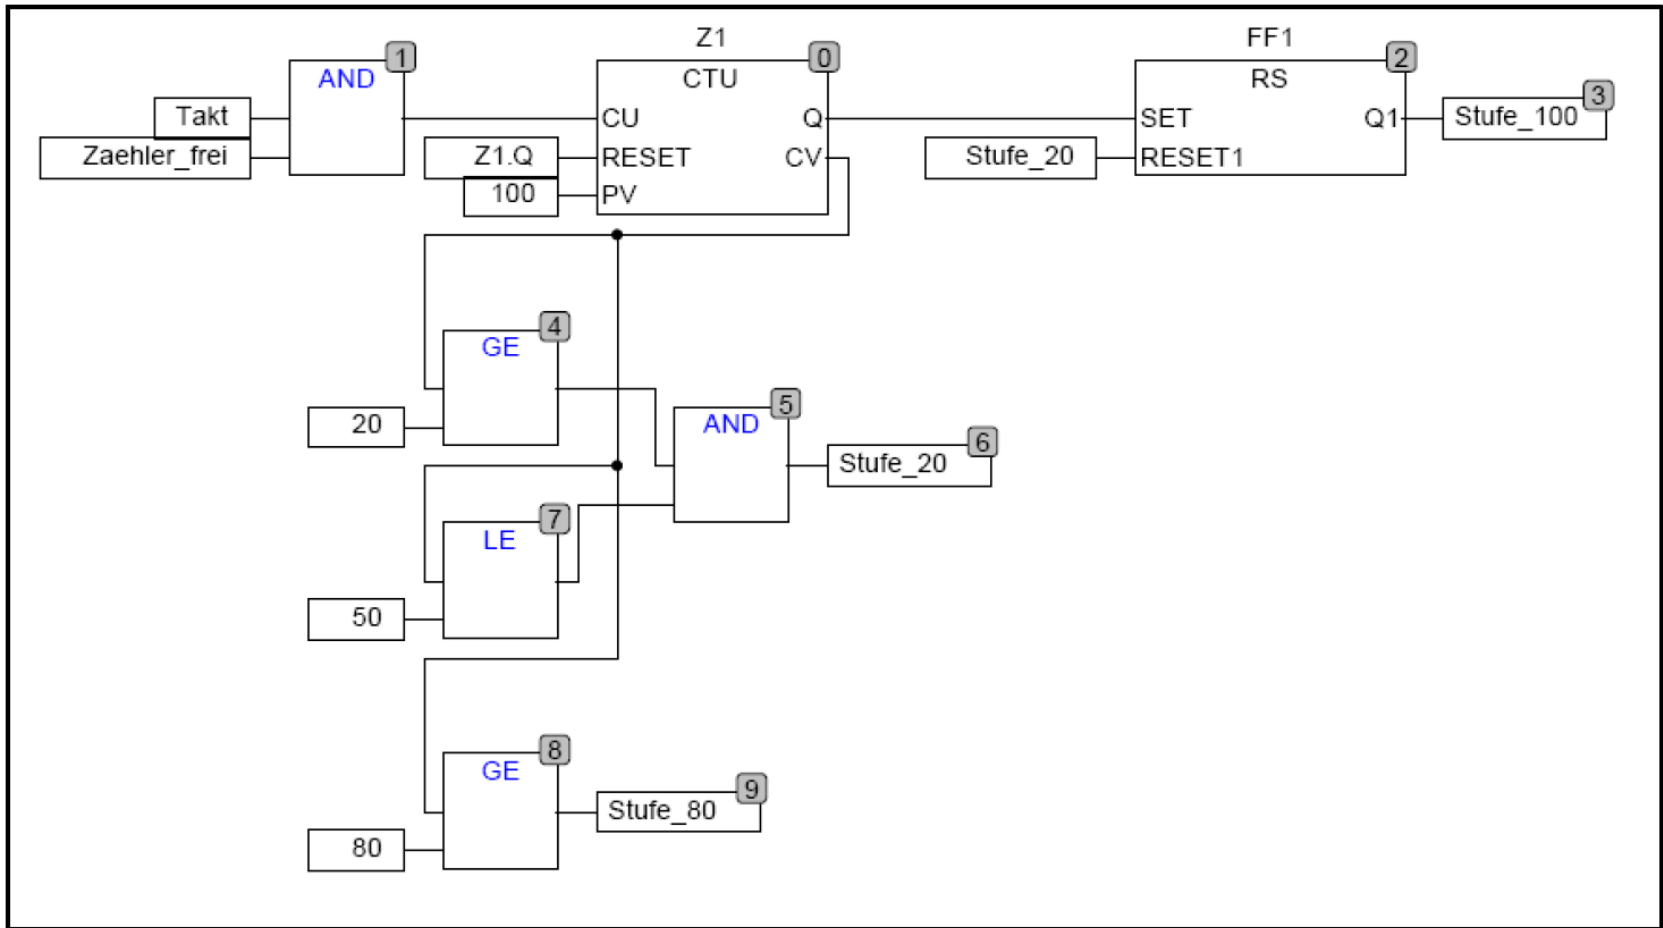 Z1
FF1
1
0
2
AND
CTU
RS
3
Takt
CU
Q
SET
Q1
Stufe_100
Zaehler_frei
Z1.Q
RESET
CV
Stufe_20
RESET1
100
PV
4
GE
20
5
AND
6
Stufe_20
7
LE
50
8
GE
9
Stufe_80
80